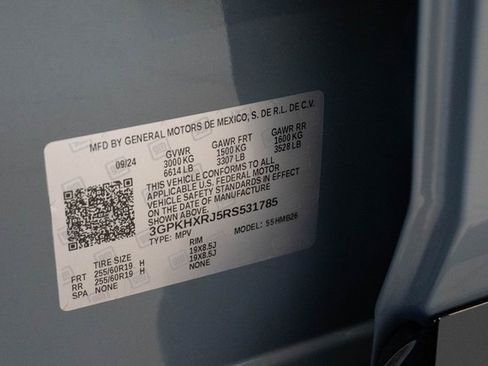 MFD BY GENERAL MOTORS DE MEXICO, S. DE R.L. DE C.V.
09/24 GVWR GAWR FRT GAWR RR
3000 KG 1500 KG 1600 KG
6614 LB 3307 LB 3528 LB
THIS VEHICLE CONFORMS TO ALL
APPLICABLE U.S. FEDERAL MOTOR
VEHICLE SAFETY STANDARDS IN EFFECT
ON THE DATE OF MANUFACTURE
SHOWN ABOVE.
3GPKHXRJ5RS531785
TYPE: MPV MODEL: 5SHMB26
TIRE SIZE RIM
FRT 255/60R19 H 19X8.5J
RR 255/60R19 H 19X8.5J
SPA NONE NONE